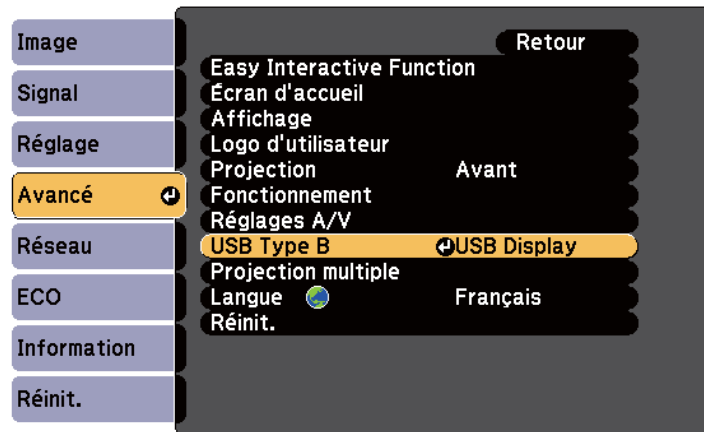 Image
Signal
Réglage
Avancé
Réseau
ECO
Information
Réinit.
Retour
Easy Interactive Function
Écran d'accueil
Affichage
Logo d'utilisateur
Projection Avant
Fonctionnement
Réglages A/V
USB Type B USB Display
Projection multiple
Langue Français
Réinit.